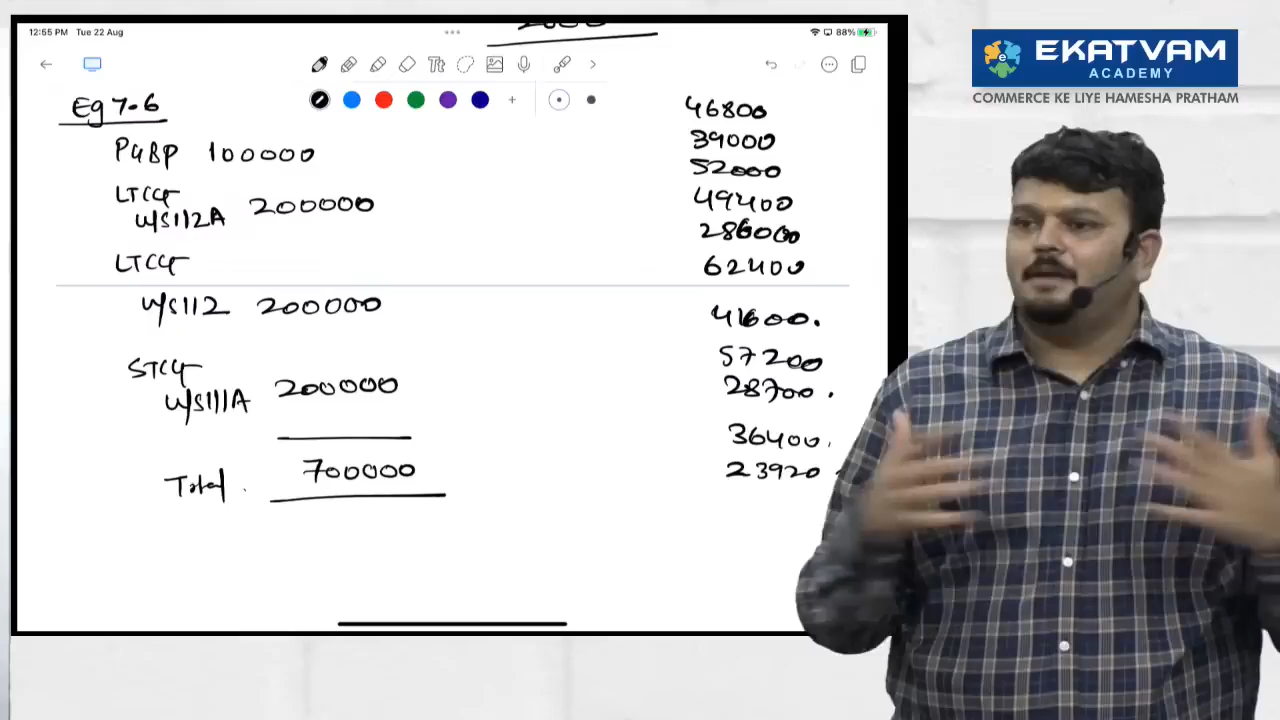 12:55 PM Tue 22 Aug
88%
EKATVAM
ACADEMY
COMMERCE KE LIYE HAMESHA PRATHAM
Eg 7.6
PGBP 100000
LTCG
u/s112A 200000
LTCG
u/s112 200000
STCG
u/s111A 200000
Total 700000
46800
39000
52000
49400
286000
62400
41600.
57200
28700.
36400.
23920